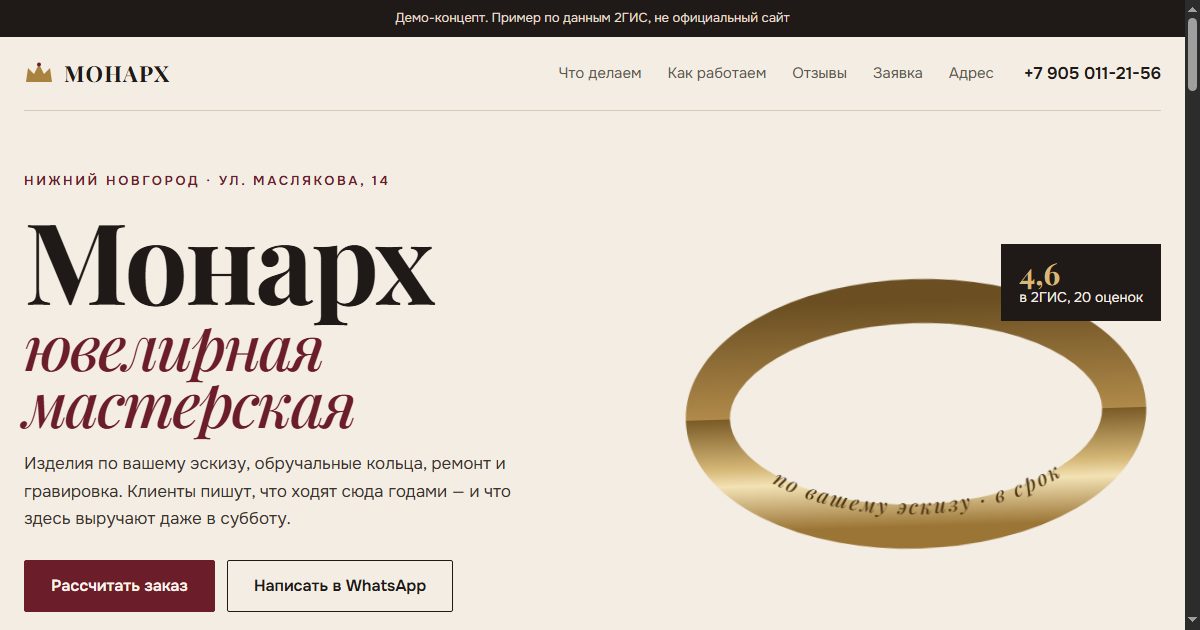 Демо-концепт. Пример по данным 2ГИС, не официальный сайт
МОНАРХ
Что делаем
Как работаем
Отзывы
Заявка
Адрес
+7 905 011-21-56
НИЖНИЙ НОВГОРОД · УЛ. МАСЛЯКОВА, 14
Монарх
ювелирная
мастерская
Изделия по вашему эскизу, обручальные кольца, ремонт и
гравировка. Клиенты пишут, что ходят сюда годами — и что
здесь выручают даже в субботу.
Рассчитать заказ
Написать в WhatsApp
4,6
в 2ГИС, 20 оценок
по вашему эскизу · в срок